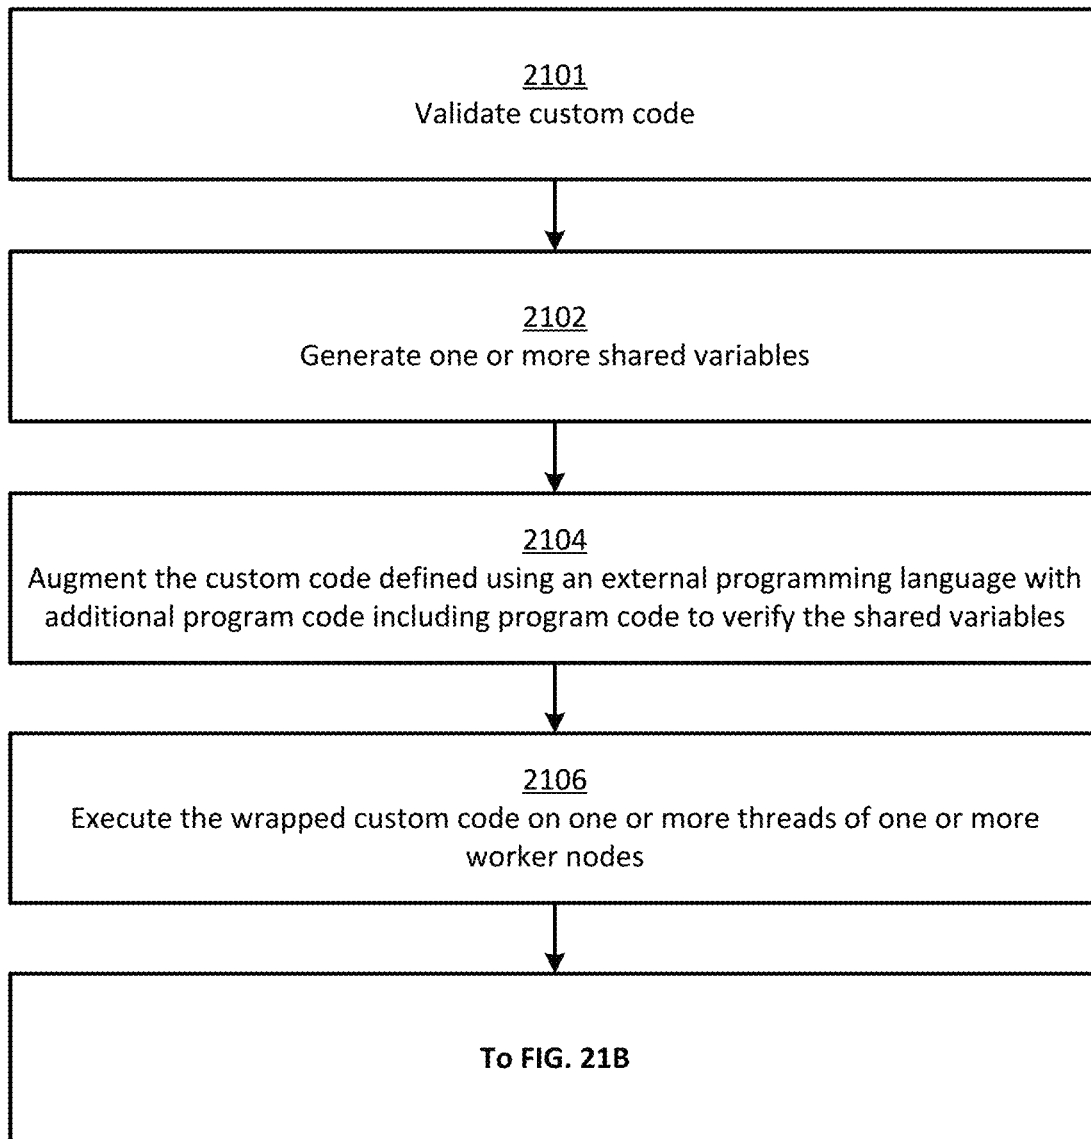 2101
Validate custom code
2102
Generate one or more shared variables
2104
Augment the custom code defined using an external programming language with
additional program code including program code to verify the shared variables
2106
Execute the wrapped custom code on one or more threads of one or more
worker nodes
To FIG. 21B